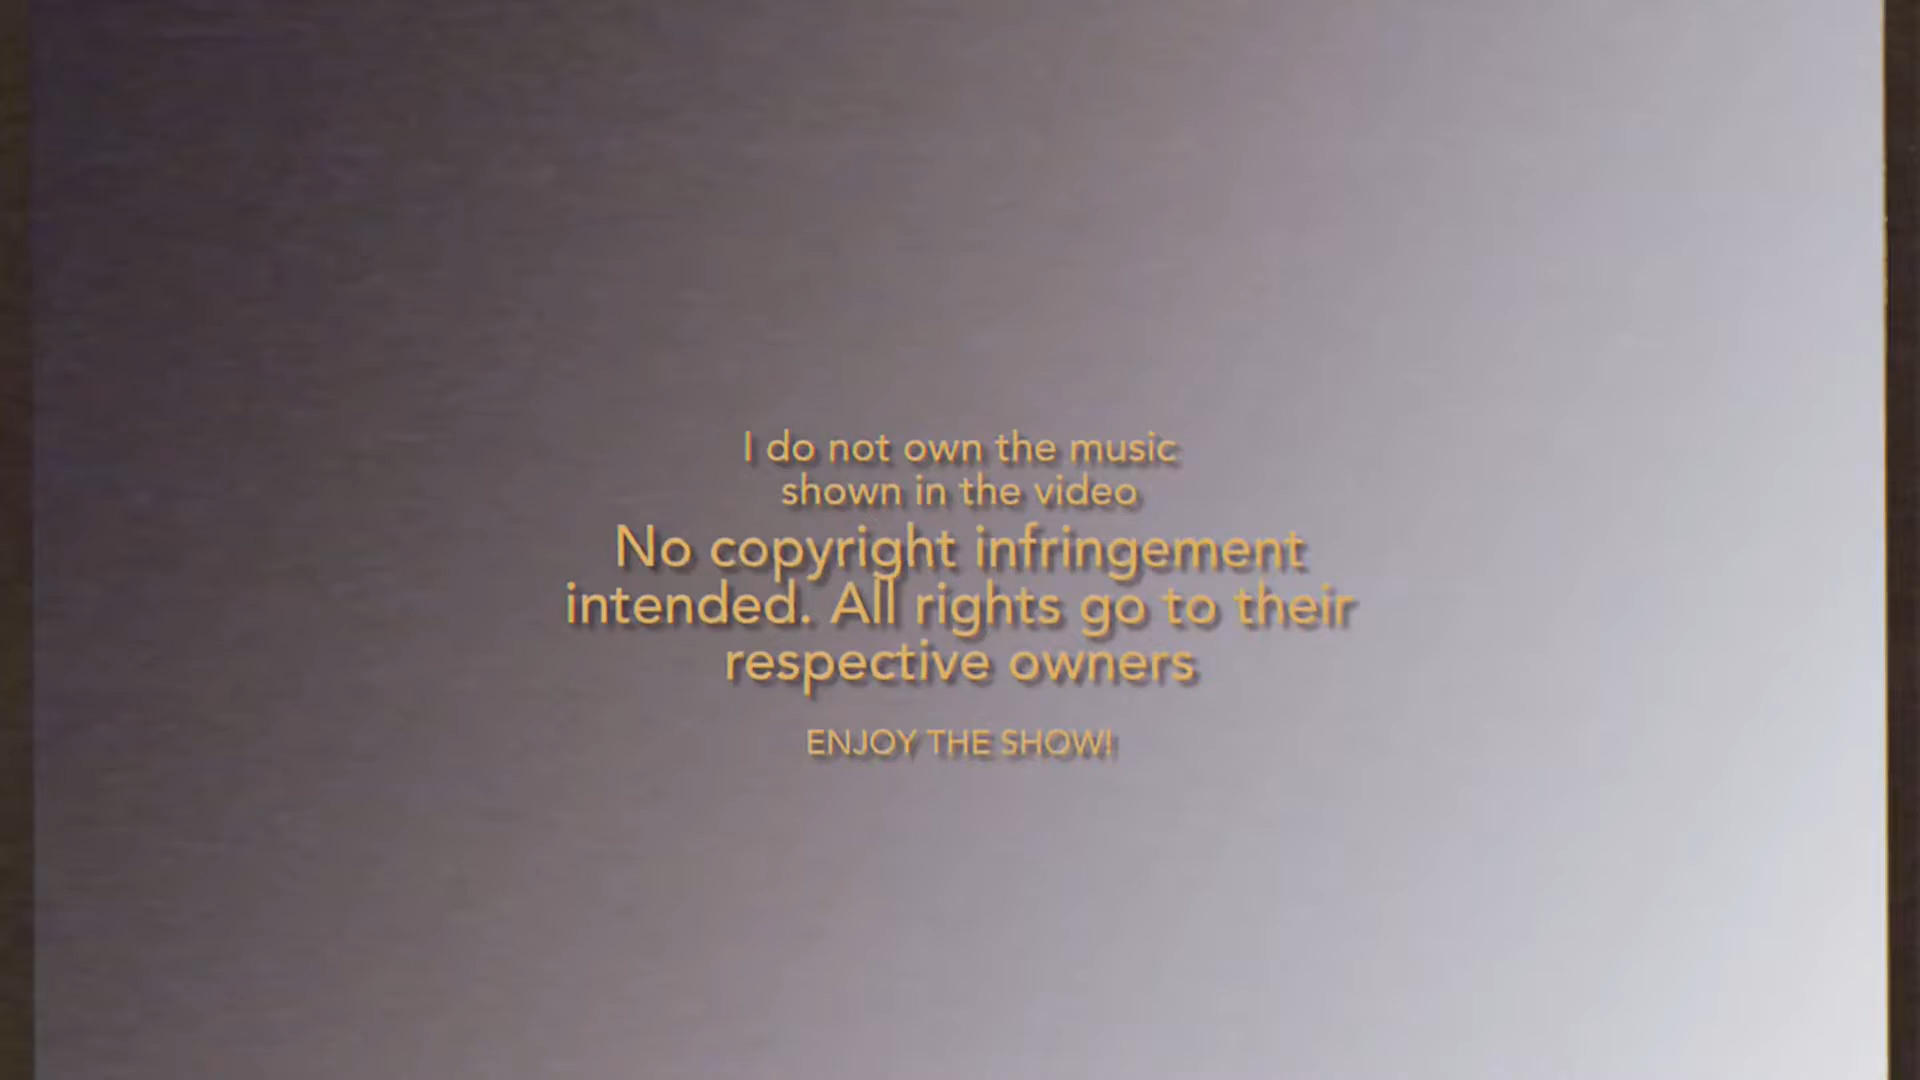 I do not own the music
shown in the video
No copyright infringement
intended. All rights go to their
respective owners
ENJOY THE SHOW!